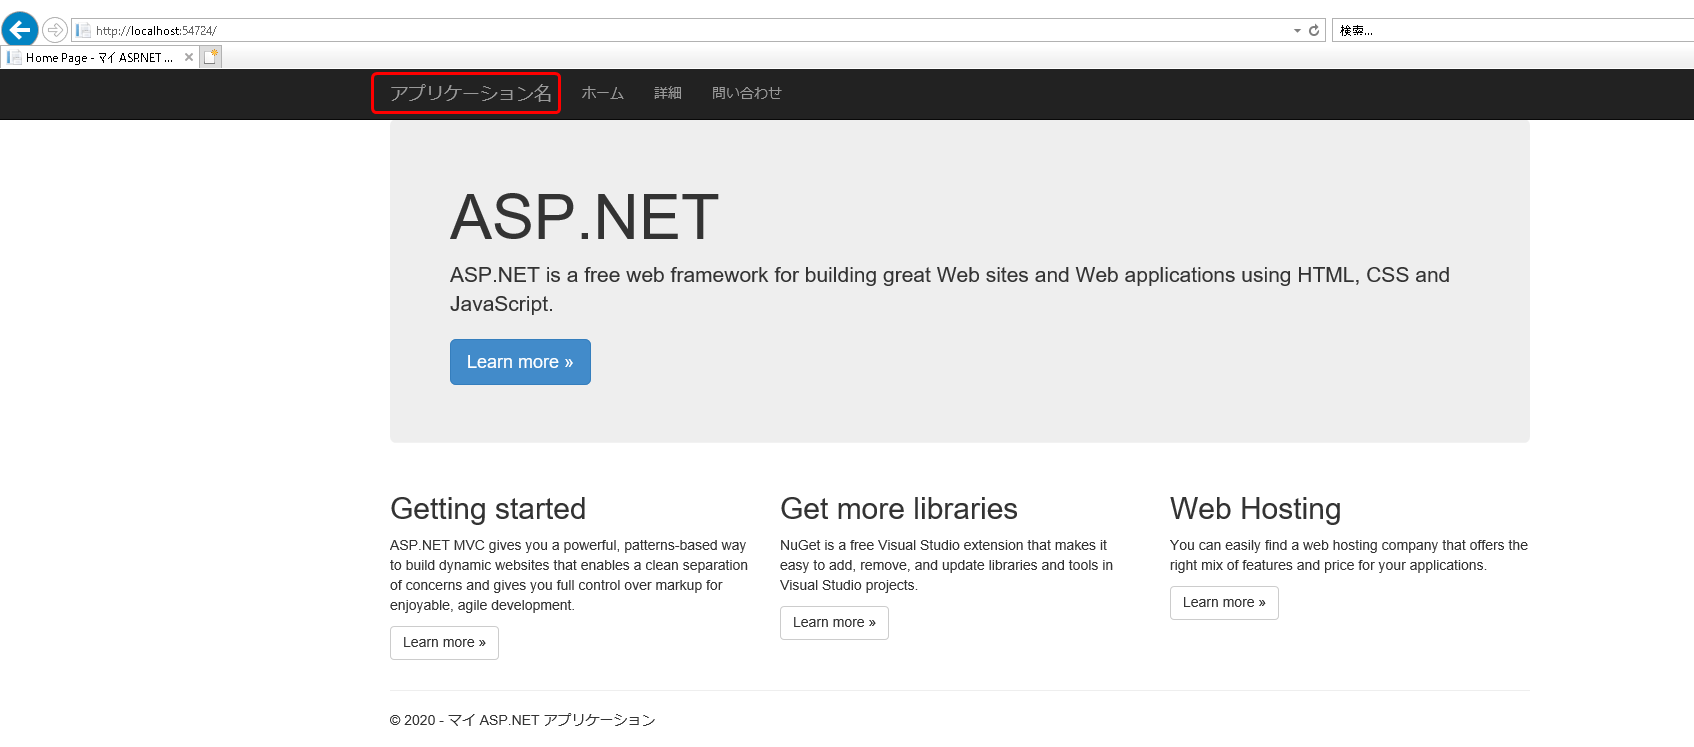 http://localhost:54724/
検索...
Home Page - マイ ASP.NET ...
アプリケーション名 ホーム 詳細 問い合わせ
ASP.NET
ASP.NET is a free web framework for building great Web sites and Web applications using HTML, CSS and
JavaScript.
Learn more »
Getting started
ASP.NET MVC gives you a powerful, patterns-based way
to build dynamic websites that enables a clean separation
of concerns and gives you full control over markup for
enjoyable, agile development.
Learn more »
Get more libraries
NuGet is a free Visual Studio extension that makes it
easy to add, remove, and update libraries and tools in
Visual Studio projects.
Learn more »
Web Hosting
You can easily find a web hosting company that offers the
right mix of features and price for your applications.
Learn more »
© 2020 - マイ ASP.NET アプリケーション